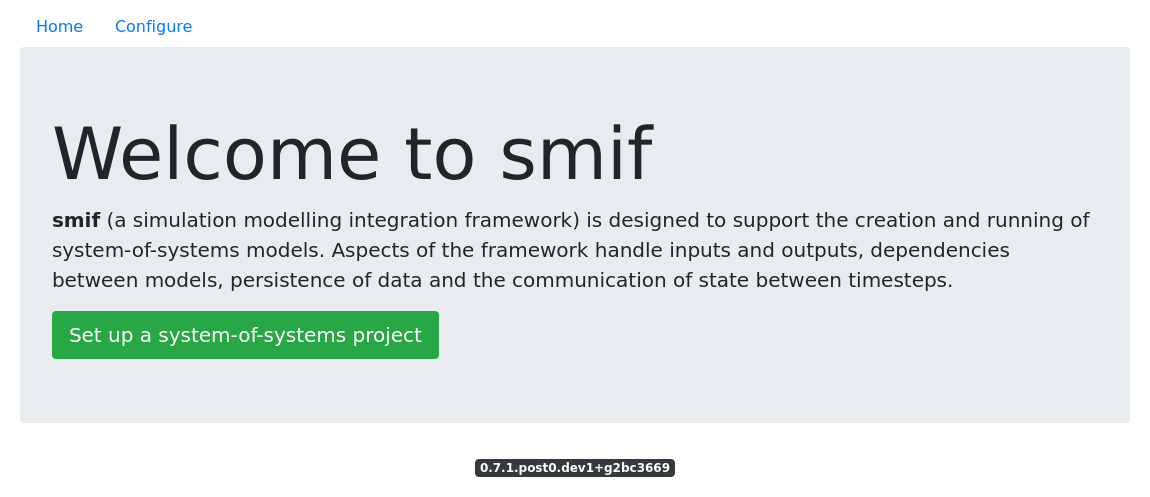 Home Configure
Welcome to smif
smif (a simulation modelling integration framework) is designed to support the creation and running of
system-of-systems models. Aspects of the framework handle inputs and outputs, dependencies
between models, persistence of data and the communication of state between timesteps.
Set up a system-of-systems project
0.7.1.post0.dev1+g2bc3669